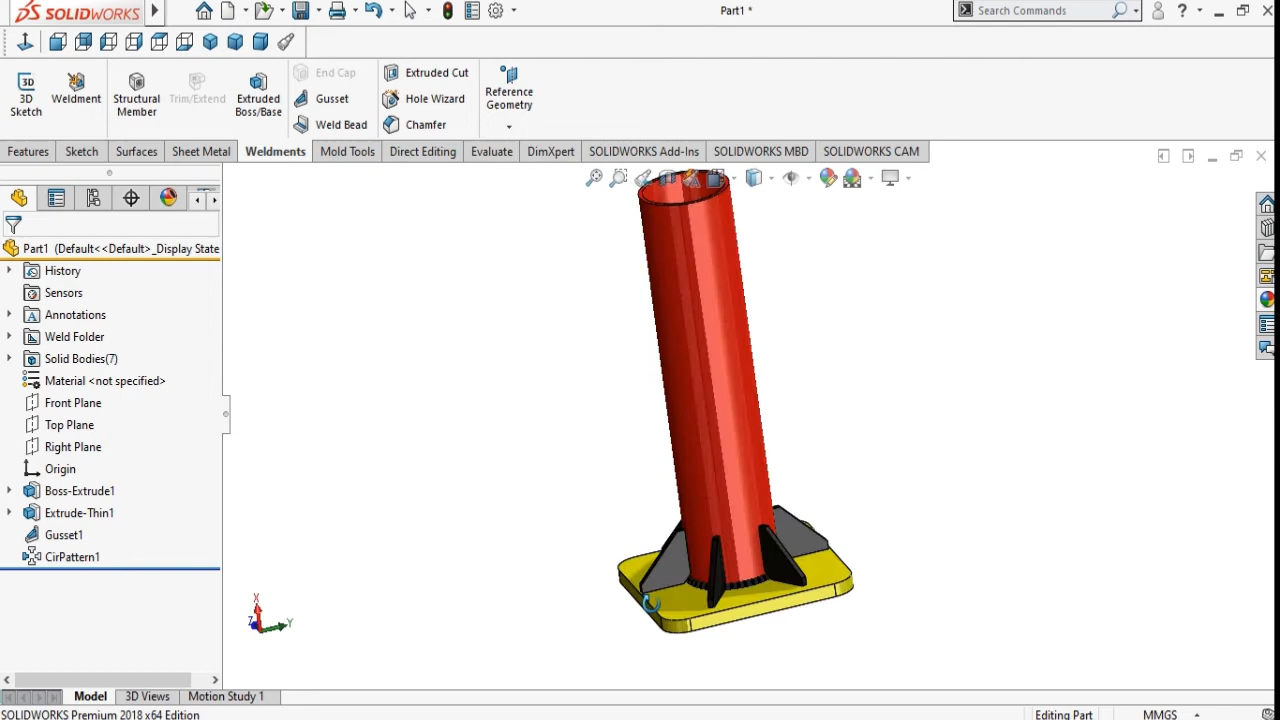 SOLIDWORKS
Part1 *
Search Commands
3D Sketch
Weldment
Structural Member
Trim/Extend
Extruded Boss/Base
End Cap
Gusset
Weld Bead
Extruded Cut
Hole Wizard
Chamfer
Reference Geometry
Features
Sketch
Surfaces
Sheet Metal
Weldments
Mold Tools
Direct Editing
Evaluate
DimXpert
SOLIDWORKS Add-Ins
SOLIDWORKS MBD
SOLIDWORKS CAM
Part1 (Default<<Default>_Display State
History
Sensors
Annotations
Weld Folder
Solid Bodies(7)
Material <not specified>
Front Plane
Top Plane
Right Plane
Origin
Boss-Extrude1
Extrude-Thin1
Gusset1
CirPattern1
X
Z
Y
Model
3D Views
Motion Study 1
SOLIDWORKS Premium 2018 x64 Edition
Editing Part
MMGS